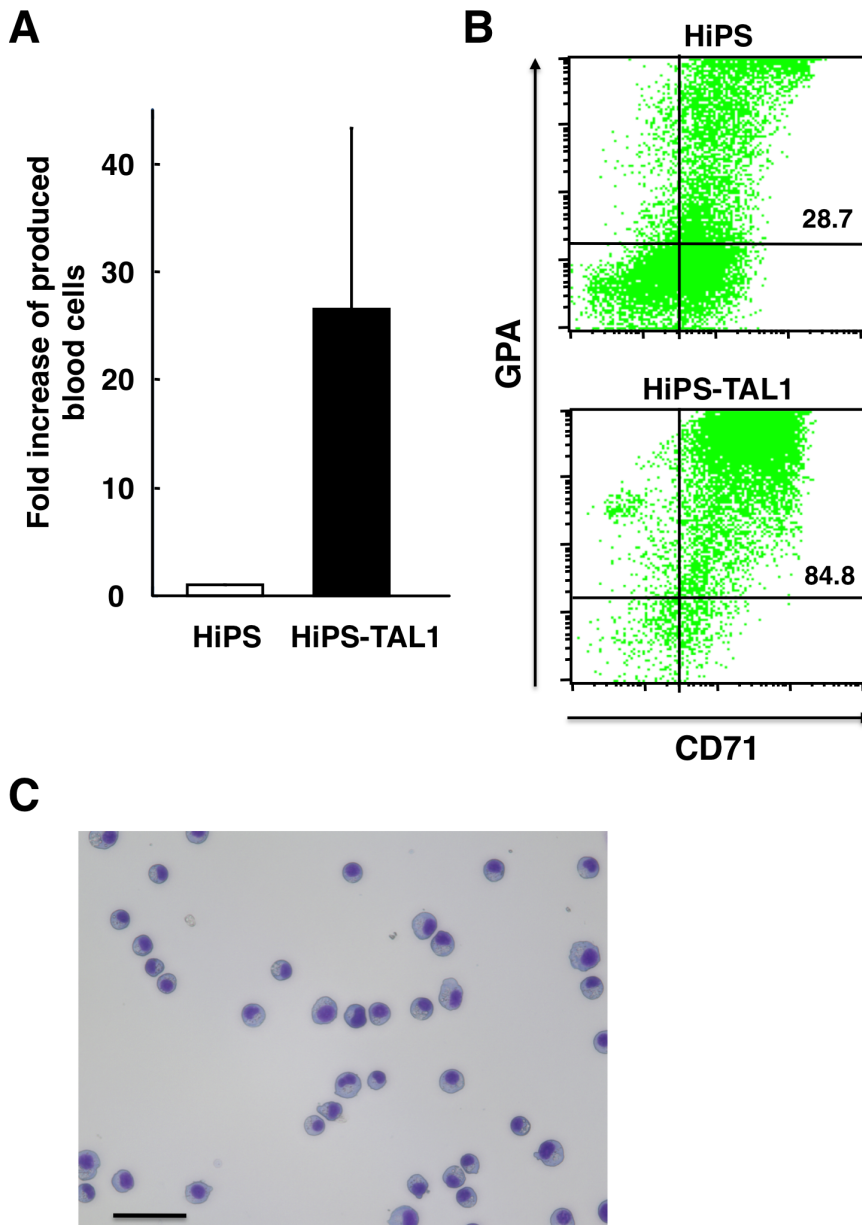 A
Fold increase of produced
blood cells
40
30
20
10
0
HiPS
HiPS-TAL1
B
HiPS
28.7
GPA
HiPS-TAL1
84.8
CD71
C